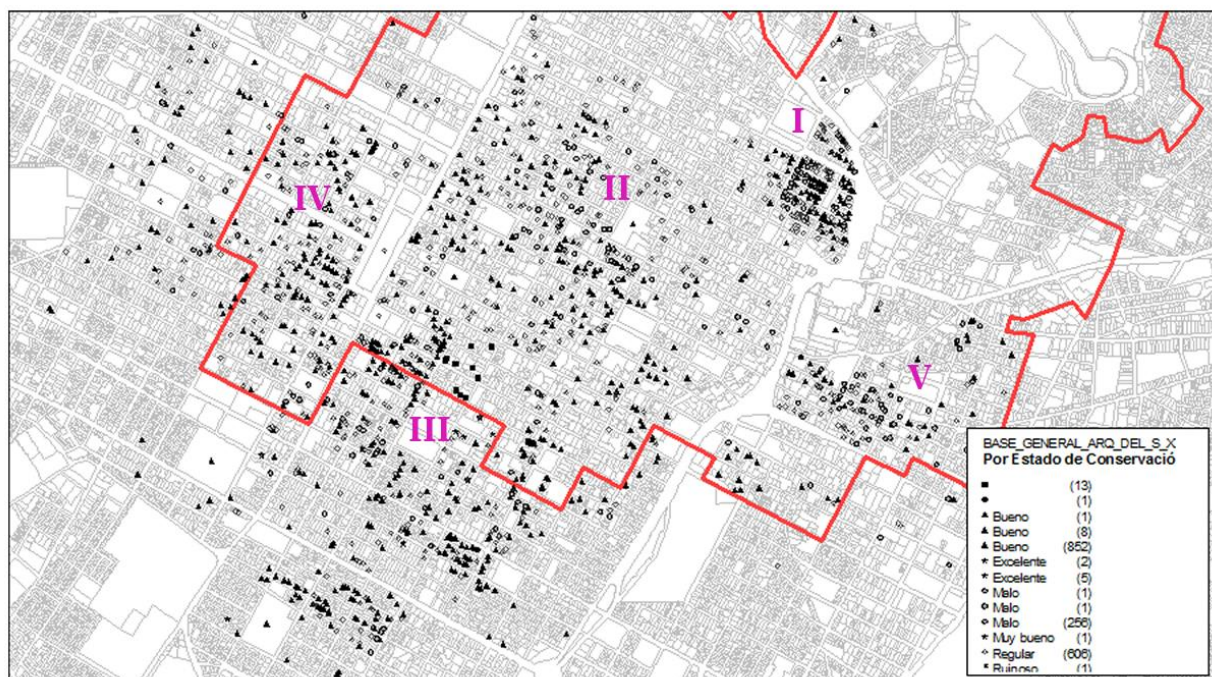 I
II
IV
III
V
BASE_GENERAL_ARQ_DEL_S_X
Por Estado de Conservació
(13)
(1)
Bueno (1)
Bueno (8)
Bueno (852)
Excelente (2)
Excelente (5)
Malo (1)
Malo (1)
Malo (256)
Muy bueno (1)
Regular (606)
Ruinoso (1)